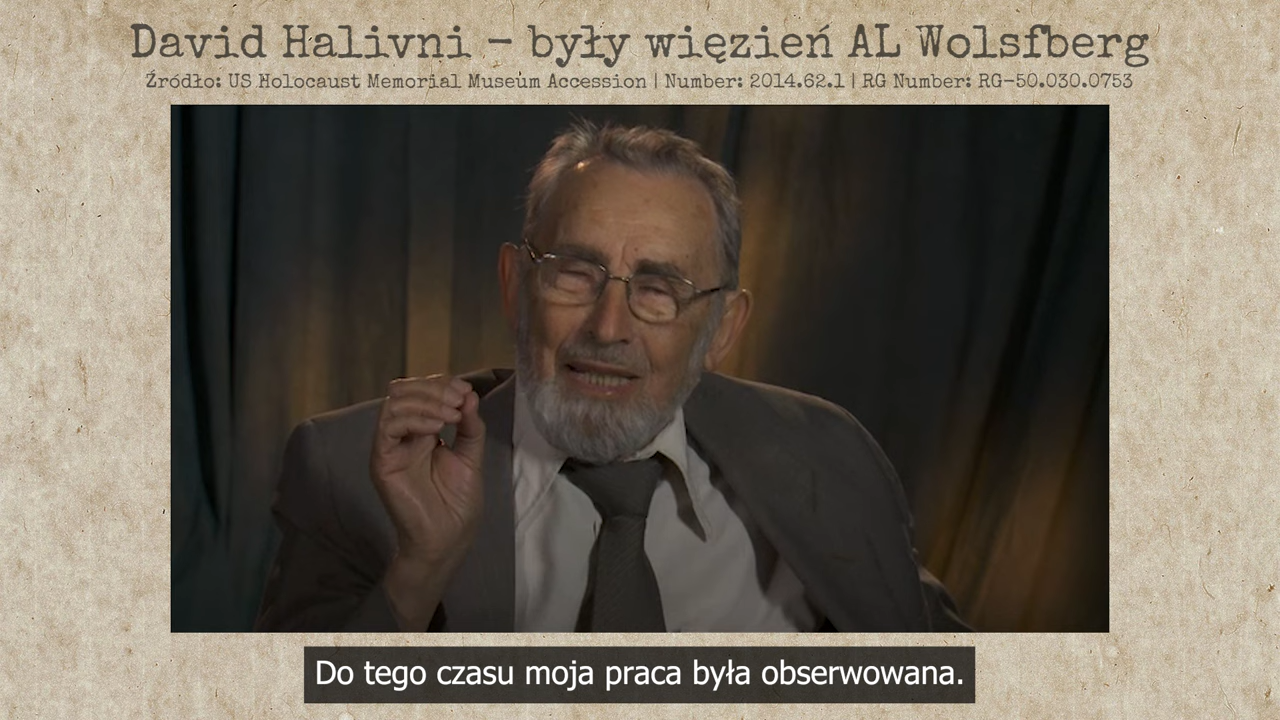 David Halivni – były więzień AL Wolsfberg
Źródło: US Holocaust Memorial Museum Accession | Number: 2014.62.1 | RG Number: RG-50.030.0753
Do tego czasu moja praca była obserwowana.